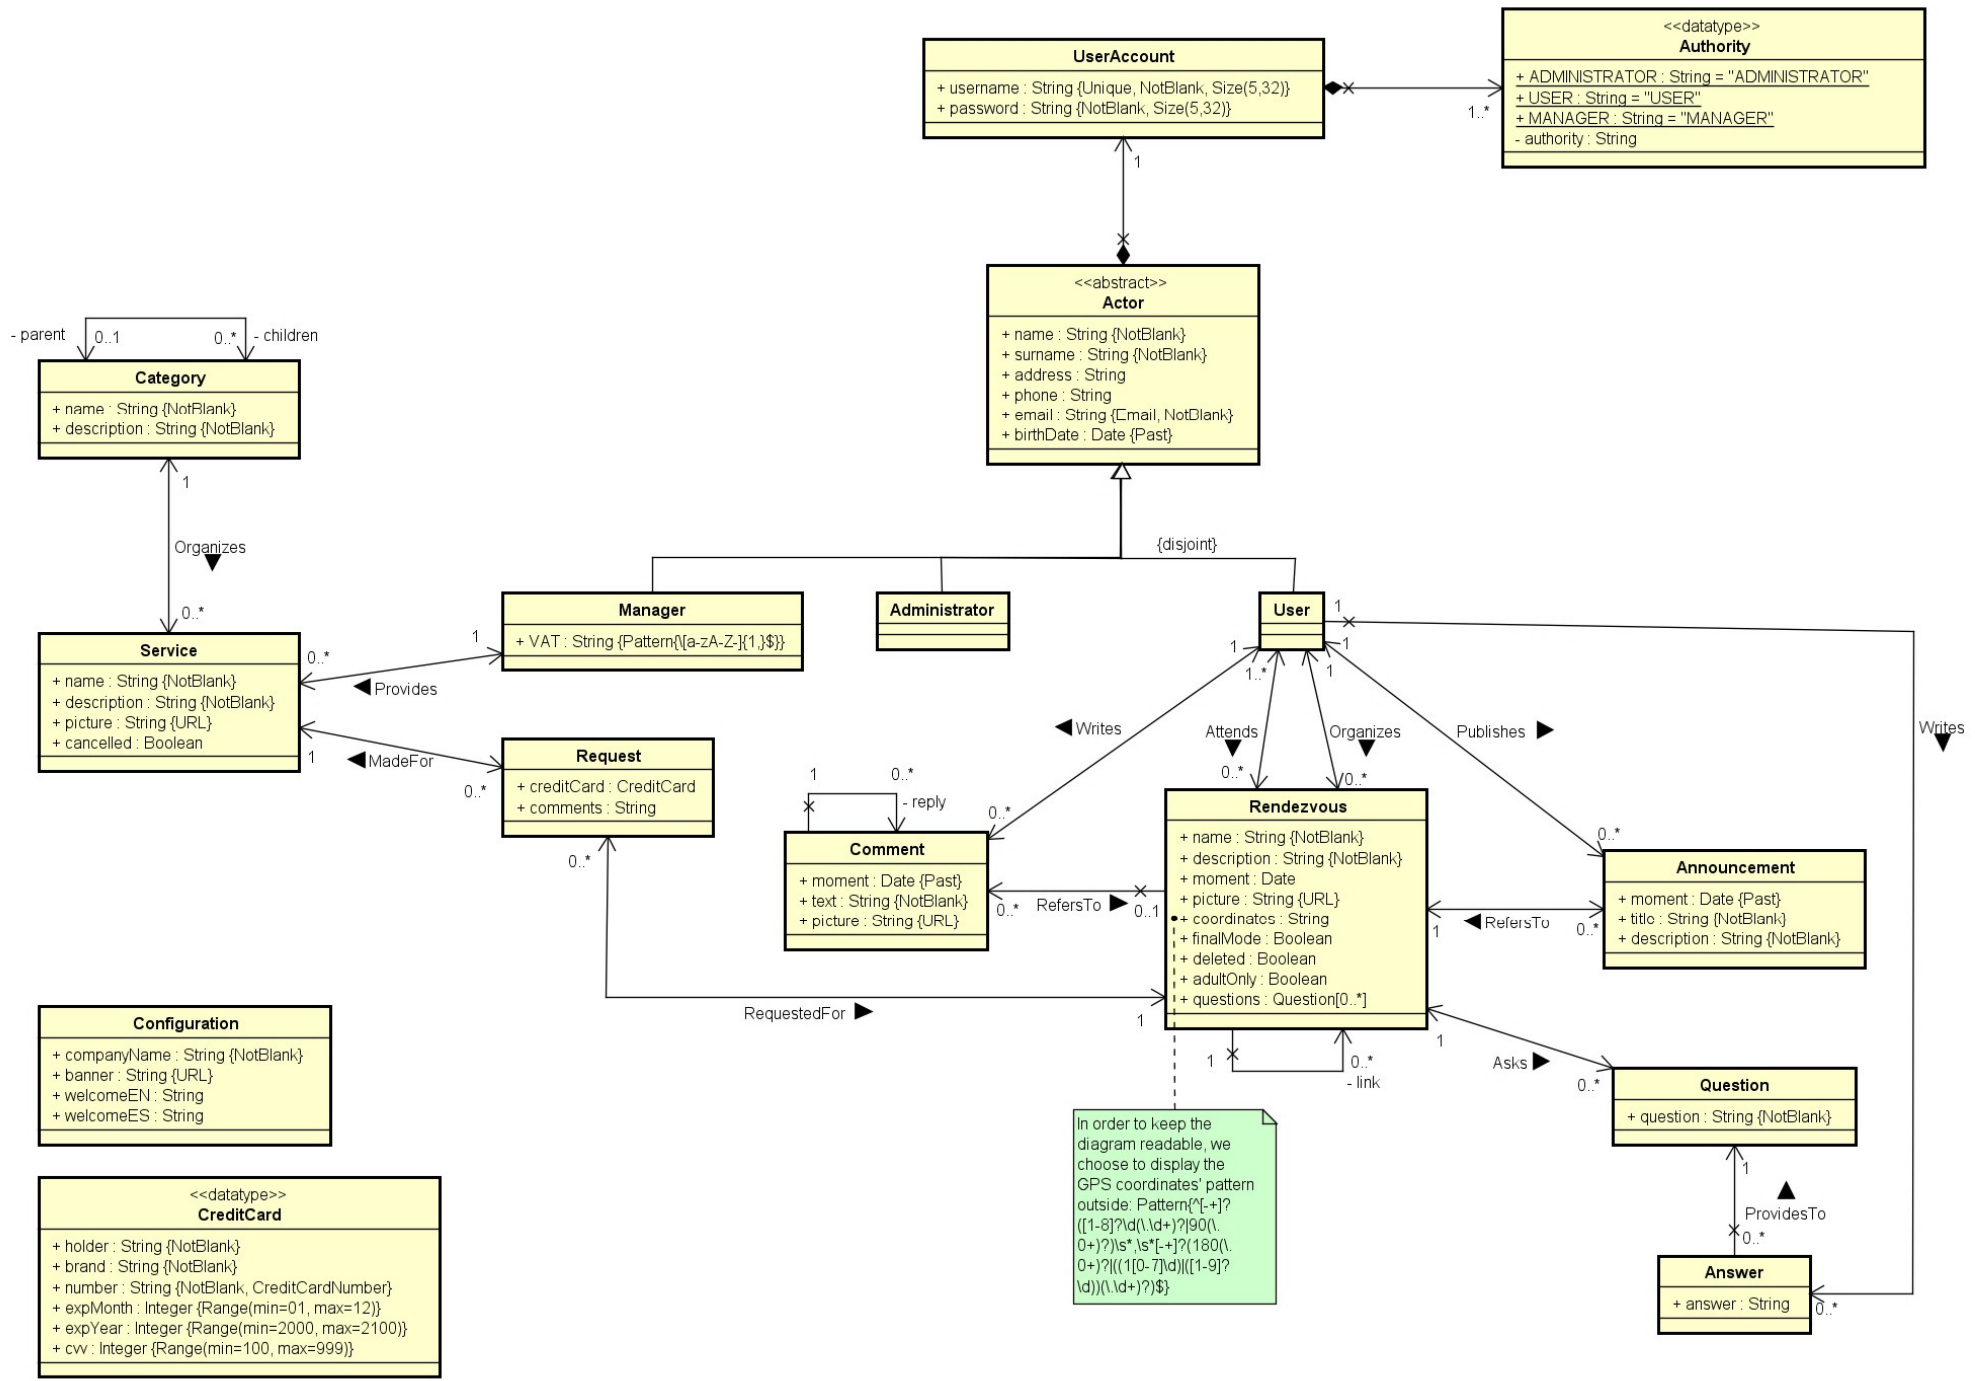 UserAccount
+ username : String {Unique, NotBlank, Size(5,32)}
+ password : String {NotBlank, Size(5,32)}
<<datatype>>
Authority
+ ADMINISTRATOR : String = "ADMINISTRATOR"
+ USER : String = "USER"
+ MANAGER : String = "MANAGER"
- authority : String
1..*
1
<<abstract>>
Actor
+ name : String {NotBlank}
+ surname : String {NotBlank}
+ address : String
+ phone : String
+ email : String {Email, NotBlank}
+ birthDate : Date {Past}
- parent
0..1
0..*
- children
Category
+ name : String {NotBlank}
+ description : String {NotBlank}
1
Organizes
0..*
{disjoint}
Service
+ name : String {NotBlank}
+ description : String {NotBlank}
+ picture : String {URL}
+ cancelled : Boolean
Manager
+ VAT : String {Pattern{\[a-zA-Z-]{1,}$}}
Administrator
User
1
0..*
Provides
1
MadeFor
0..*
Request
+ creditCard : CreditCard
+ comments : String
0..*
1
1
1..*
1
1
Writes
Attends
Organizes
Publishes
Writes
0..*
0..*
0..*
0..*
1
0..*
- reply
Comment
+ moment : Date {Past}
+ text : String {NotBlank}
+ picture : String {URL}
0..*
RefersTo
0..1
Rendezvous
+ name : String {NotBlank}
+ description : String {NotBlank}
+ moment : Date
+ picture : String {URL}
+ coordinates : String
+ finalMode : Boolean
+ deleted : Boolean
+ adultOnly : Boolean
+ questions : Question[0..*]
Announcement
+ moment : Date {Past}
+ title : String {NotBlank}
+ description : String {NotBlank}
1
RefersTo
0..*
RequestedFor
1
1
0..*
- link
1
Asks
0..*
Configuration
+ companyName : String {NotBlank}
+ banner : String {URL}
+ welcomeEN : String
+ welcomeES : String
Question
+ question : String {NotBlank}
1
ProvidesTo
0..*
Answer
+ answer : String
0..*
In order to keep the
diagram readable, we
choose to display the
GPS coordinates' pattern
outside: Pattern{^[-+]?
([1-8]?\d(\.\d+)?|90(\.
0+)?)\s*,\s*[-+]?(180(\.
0+)?|((1[0-7]\d)|([1-9]?
\d))(\.\d+)?)$}
<<datatype>>
CreditCard
+ holder : String {NotBlank}
+ brand : String {NotBlank}
+ number : String {NotBlank, CreditCardNumber}
+ expMonth : Integer {Range(min=01, max=12)}
+ expYear : Integer {Range(min=2000, max=2100)}
+ cvv : Integer {Range(min=100, max=999)}